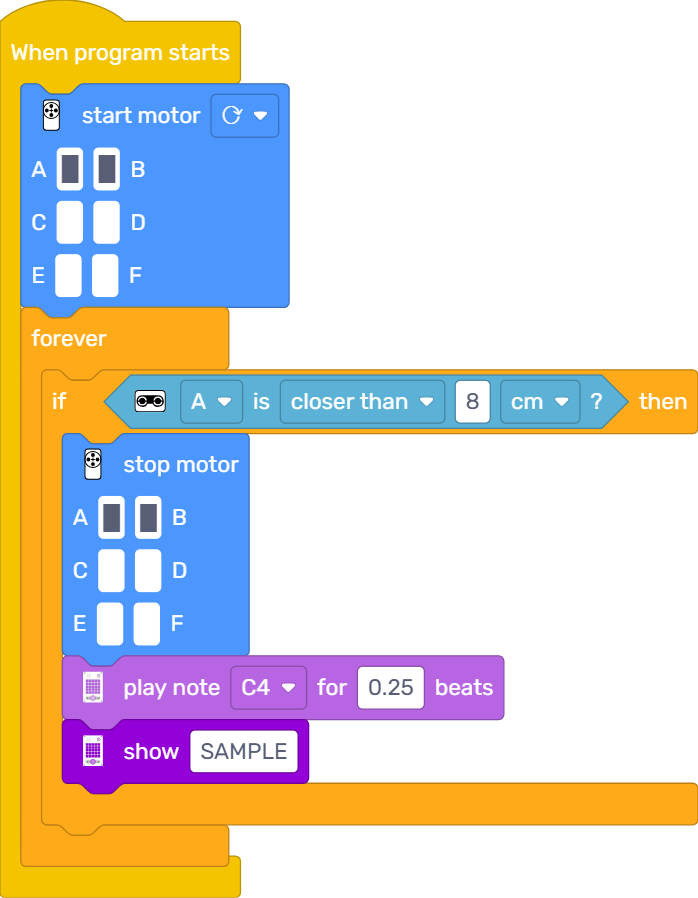 When program starts
start motor
A B
C D
E F
forever
if A is closer than 8 cm ? then
stop motor
A B
C D
E F
play note C4 for 0.25 beats
show SAMPLE